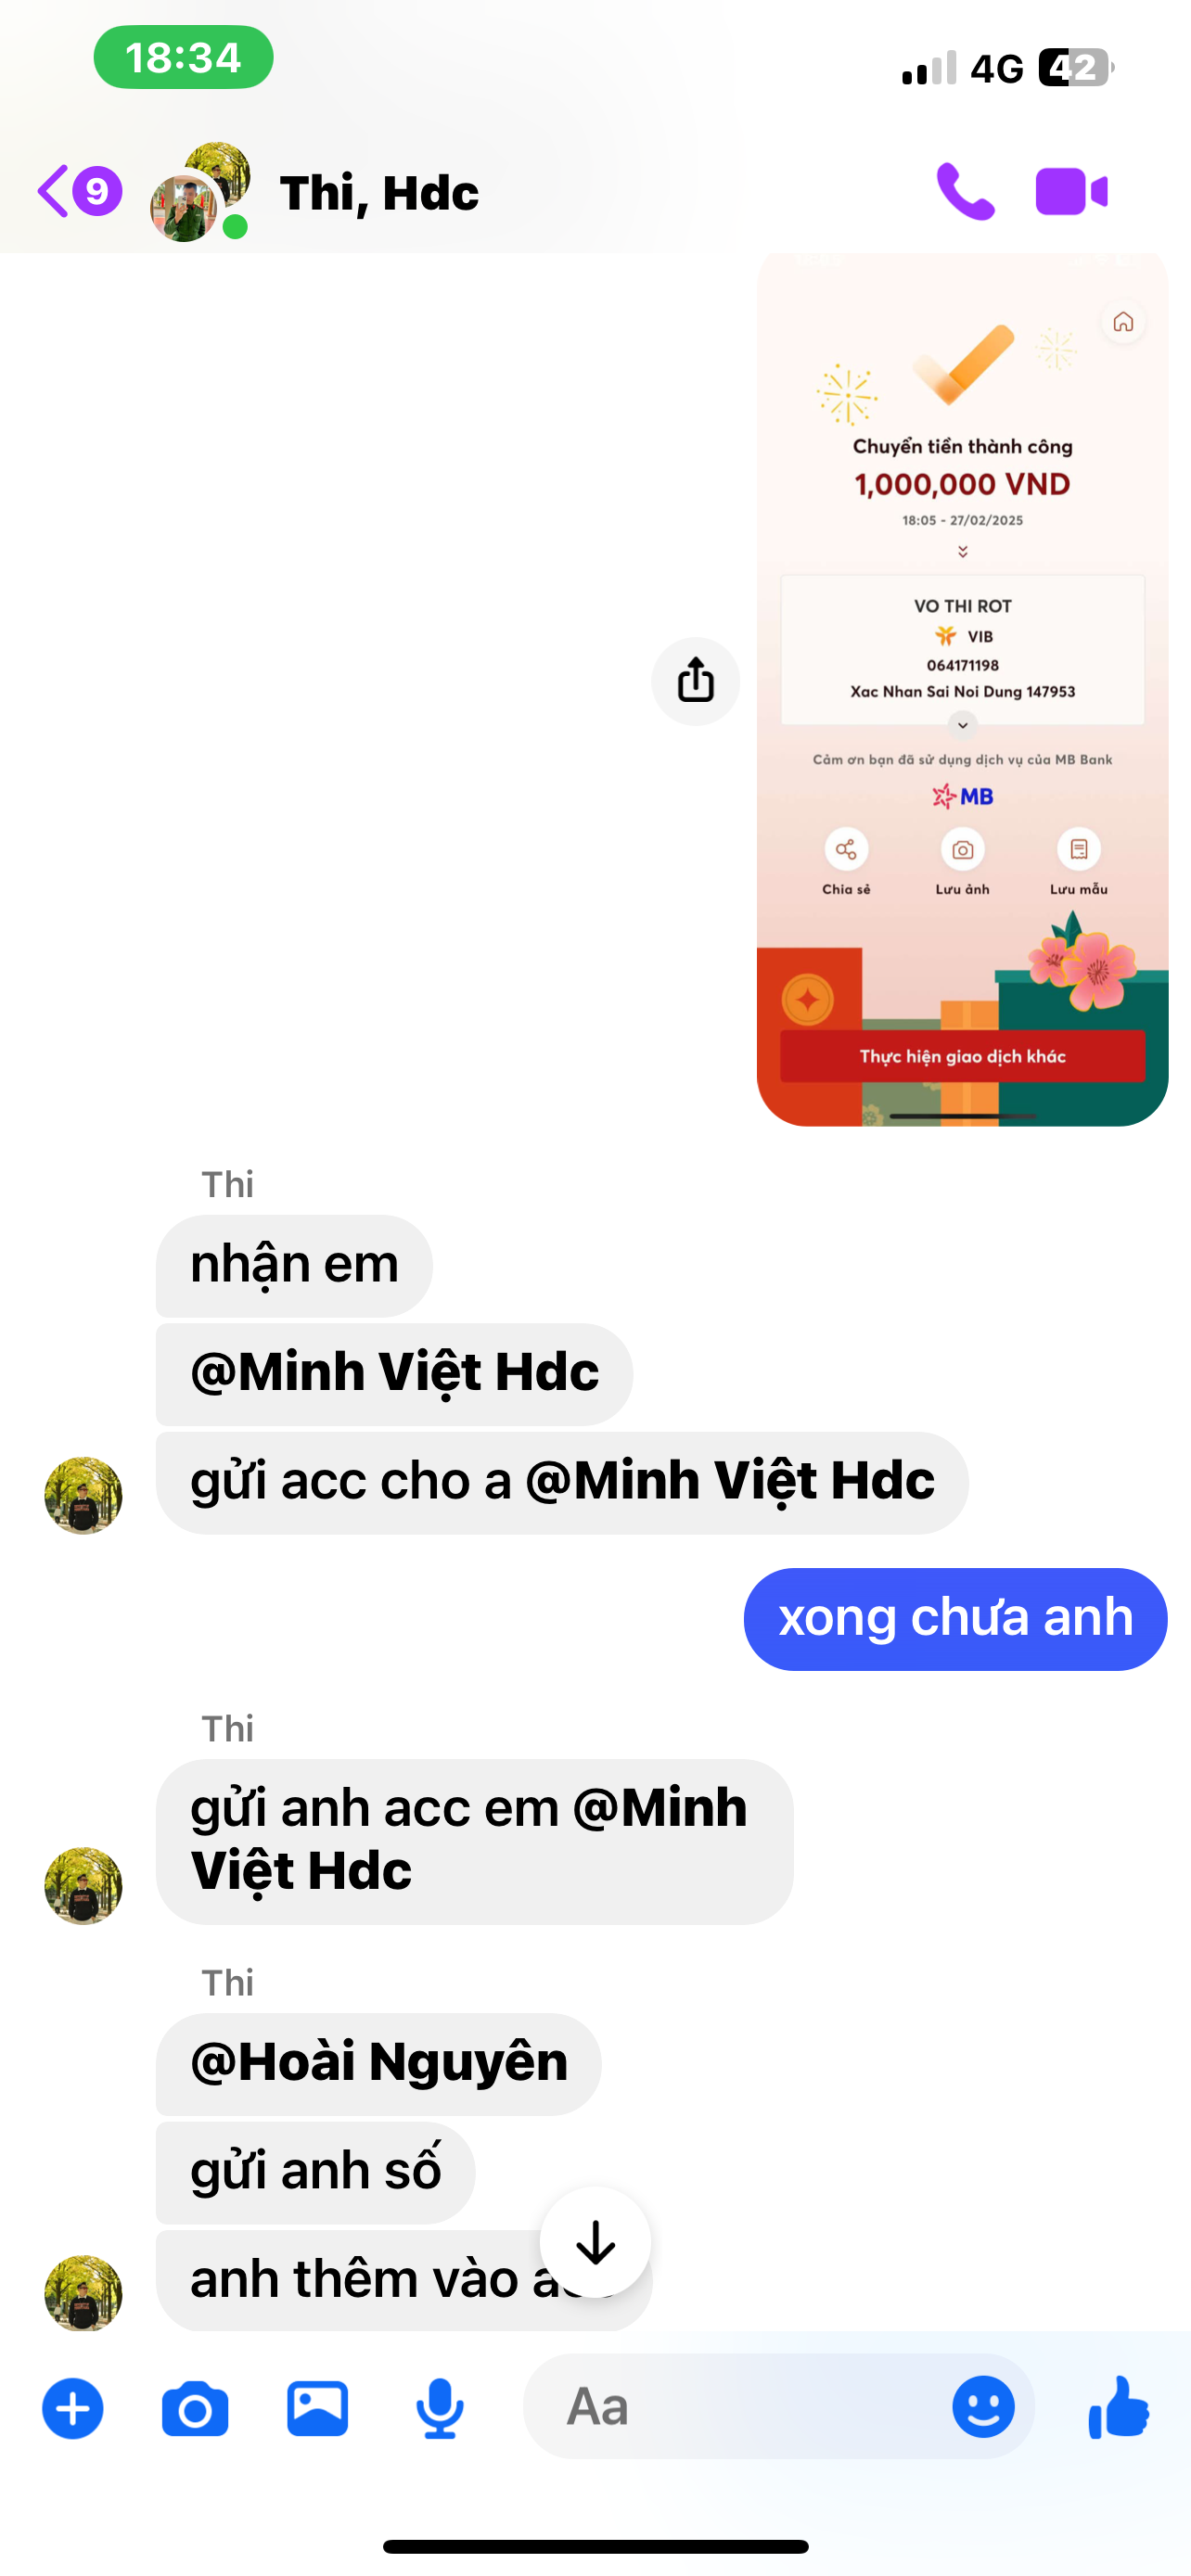 18:34
4G 42
9
Thi, Hdc
Chuyển tiền thành công
1,000,000 VND
18:05 - 27/02/2025
VO THI ROT
VIB
064171198
Xac Nhan Sai Noi Dung 147953
Cảm ơn bạn đã sử dụng dịch vụ của MB Bank
MB
Chia sẻ
Lưu ảnh
Lưu mẫu
Thực hiện giao dịch khác
Thi
nhận em
@Minh Việt Hdc
gửi acc cho a @Minh Việt Hdc
xong chưa anh
Thi
gửi anh acc em @Minh
Việt Hdc
Thi
@Hoài Nguyên
gửi anh số
anh thêm vào
Aa